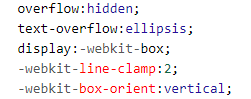 overflow:hidden;
text-overflow:ellipsis;
display:-webkit-box;
-webkit-line-clamp:2;
-webkit-box-orient:vertical;